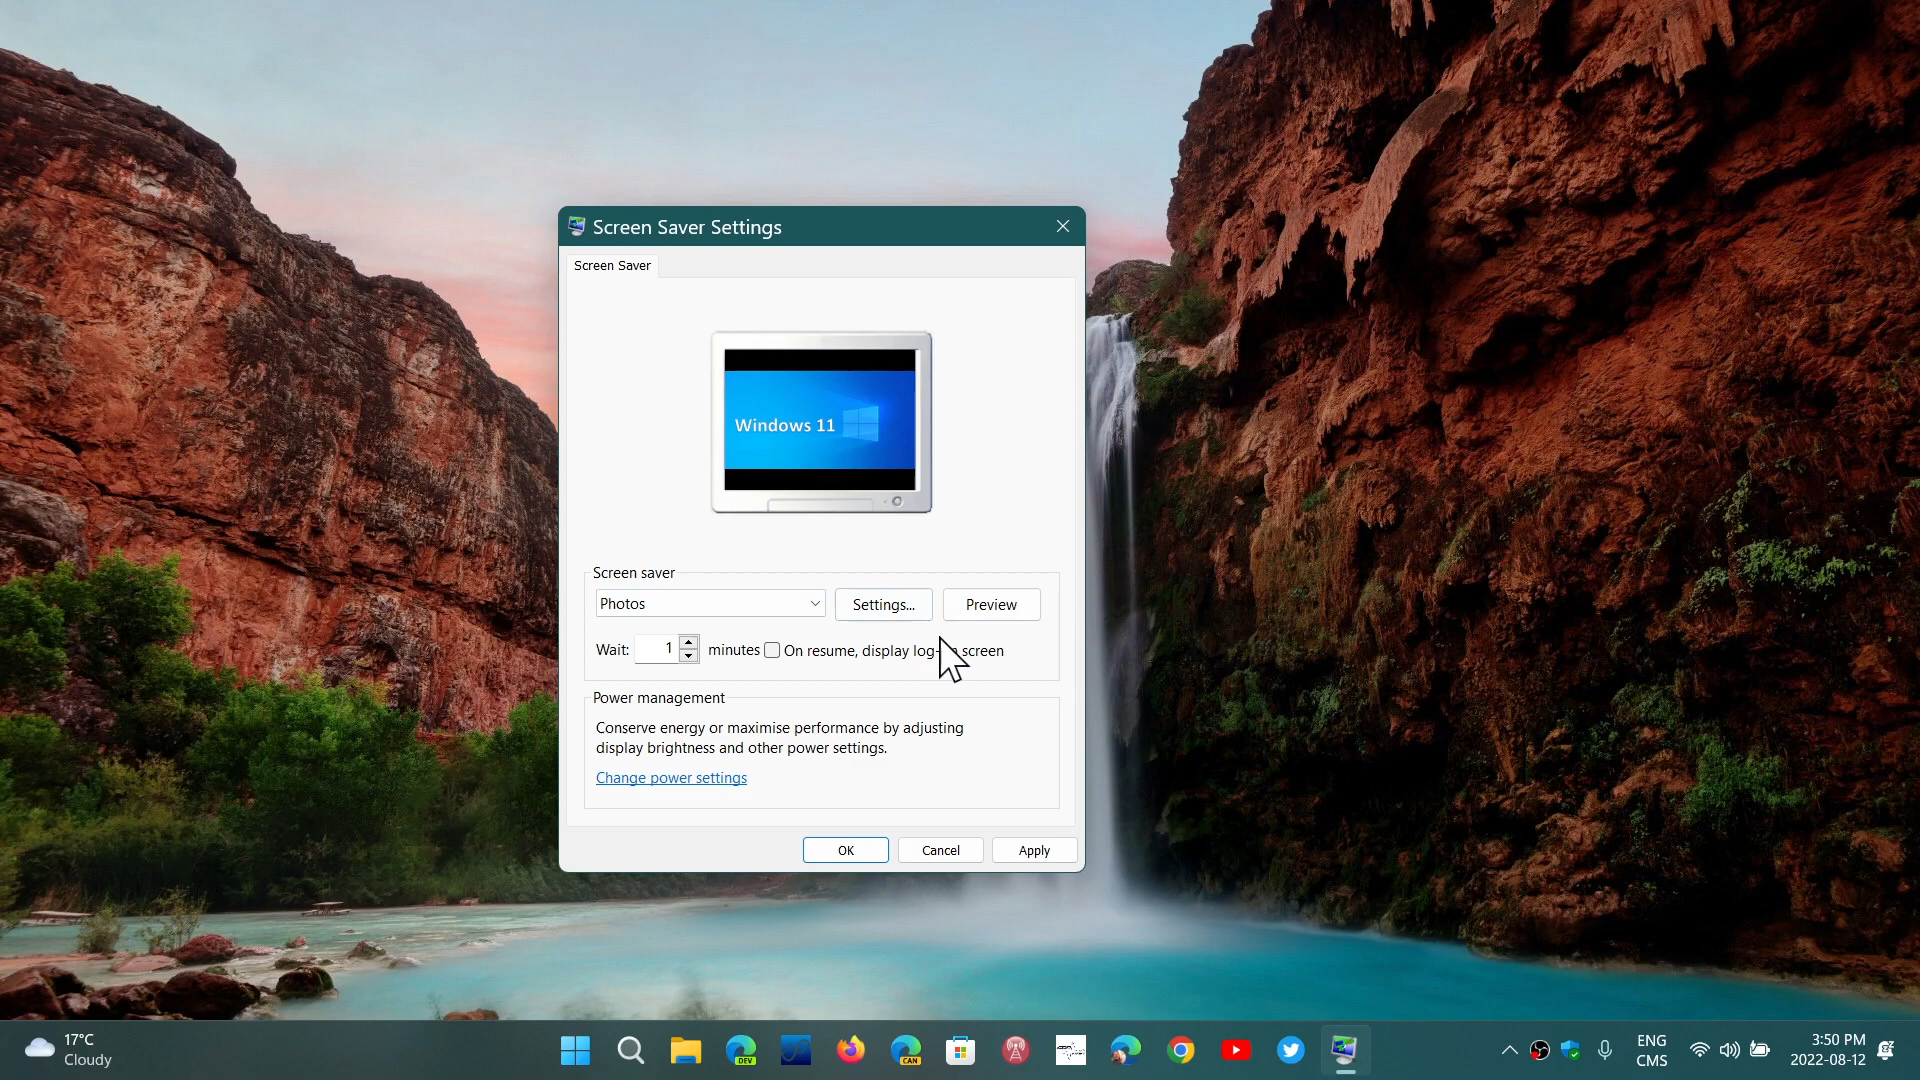 Screen Saver Settings
Screen Saver
Windows 11
Screen saver
Photos
Settings...
Preview
Wait: 1 minutes On resume, display log- screen
Power management
Conserve energy or maximise performance by adjusting
display brightness and other power settings.
Change power settings
OK Cancel Apply
17°C
Cloudy
DEV
CAN
ENG
CMS
3:50 PM
2022-08-12